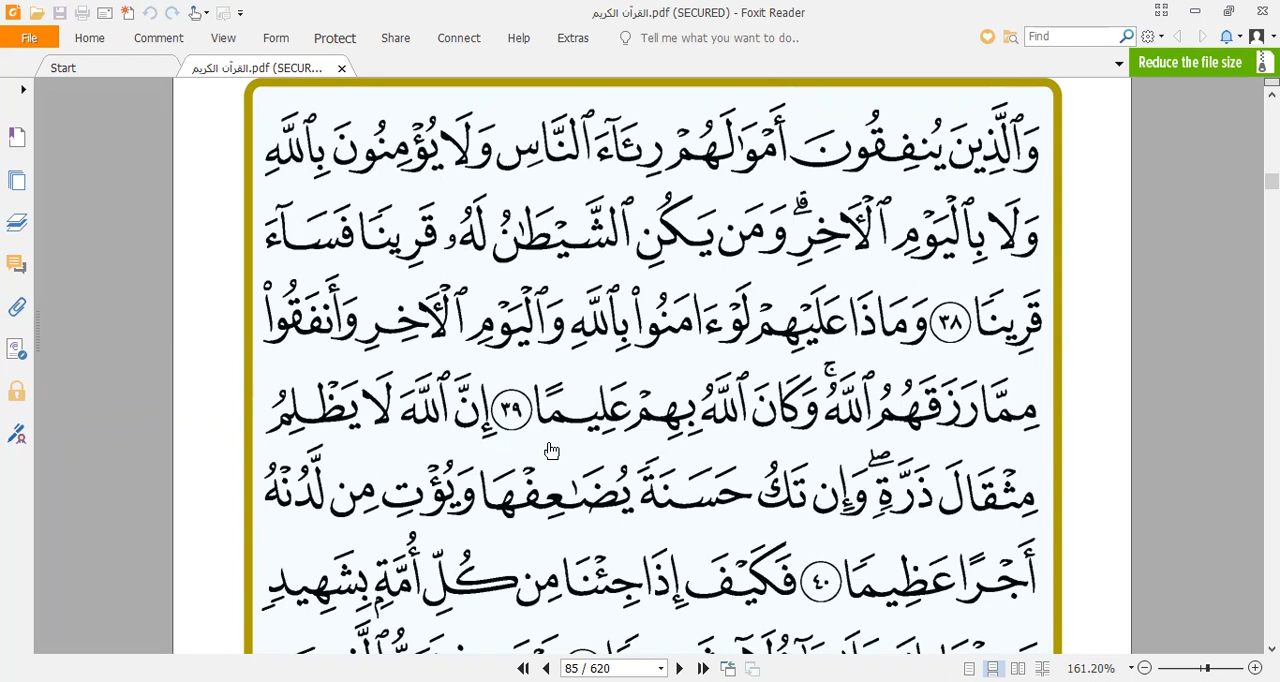 القرآن الكريم.pdf (SECURED) - Foxit Reader
File Home Comment View Form Protect Share Connect Help Extras Tell me what you want to do.. Find
Start القرآن الكريم.pdf (SECUR...
Reduce the file size
وَٱلَّذِينَ يُنفِقُونَ أَمْوَٰلَهُمْ رِئَآءَ ٱلنَّاسِ وَلَا يُؤْمِنُونَ بِٱللَّهِ
وَلَا بِٱلْيَوْمِ ٱلْـَٔاخِرِ ۗ وَمَن يَكُنِ ٱلشَّيْطَـٰنُ لَهُۥ قَرِينًا فَسَآءَ
قَرِينًا ٣٨ وَمَاذَا عَلَيْهِمْ لَوْ ءَامَنُوا۟ بِٱللَّهِ وَٱلْيَوْمِ ٱلْـَٔاخِرِ وَأَنفَقُوا۟
مِمَّا رَزَقَهُمُ ٱللَّهُ ۚ وَكَانَ ٱللَّهُ بِهِمْ عَلِيمًا ٣٩ إِنَّ ٱللَّهَ لَا يَظْلِمُ
مِثْقَالَ ذَرَّةٍ ۖ وَإِن تَكُ حَسَنَةً يُضَـٰعِفْهَا وَيُؤْتِ مِن لَّدُنْهُ
أَجْرًا عَظِيمًا ٤٠ فَكَيْفَ إِذَا جِئْنَا مِن كُلِّ أُمَّةٍۭ بِشَهِيدٍ
85 / 620 161.20%